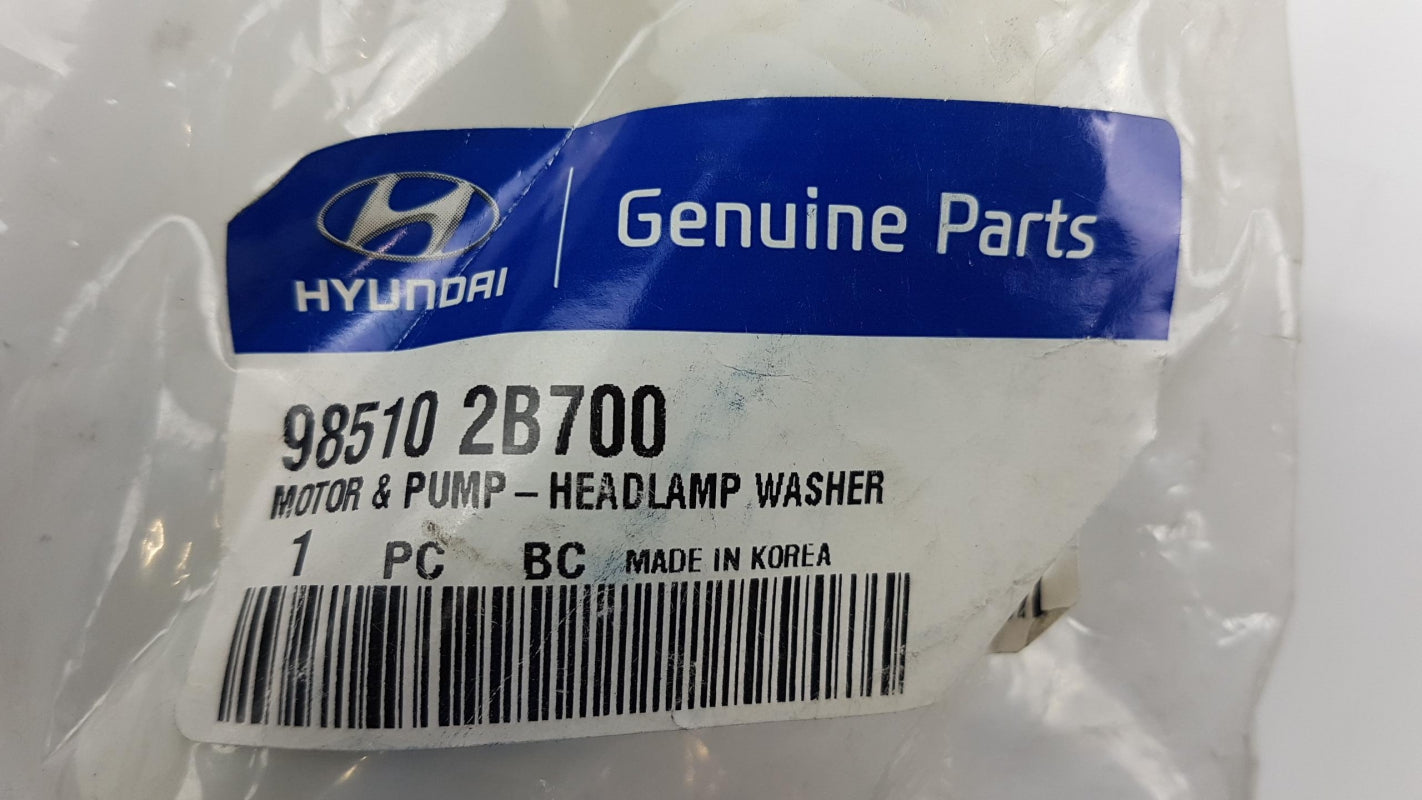 HYUNDAI
Genuine Parts
98510 2B700
MOTOR & PUMP – HEADLAMP WASHER
1 PC BC MADE IN KOREA